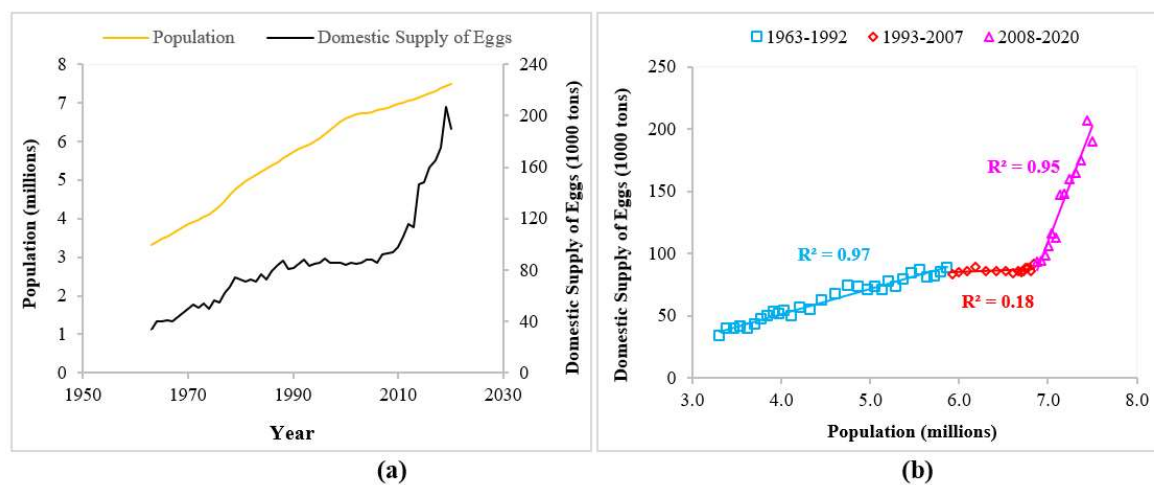 Population Domestic Supply of Eggs
Population (millions)
8
7
6
5
4
3
2
1
0
240
200
160
120
80
40
0
Domestic Supply of Eggs (1000 tons)
1950 1970 1990 2010 2030
Year
(a)
1963-1992 1993-2007 2008-2020
Domestic Supply of Eggs (1000 tons)
250
200
150
100
50
0
R² = 0.95
R² = 0.97
R² = 0.18
3.0 4.0 5.0 6.0 7.0 8.0
Population (millions)
(b)